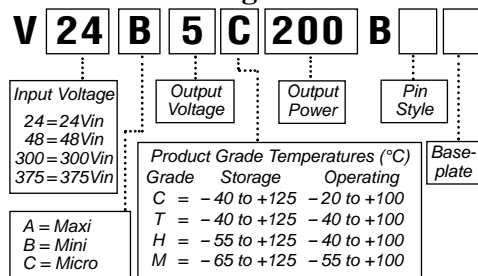 V 24 B 5 C 200 B
Input Voltage
24 = 24Vin
48 = 48Vin
300 = 300Vin
375 = 375Vin
Output
Voltage
Output
Power
Pin
Style
Base-
plate
Product Grade Temperatures (°C)
Grade Storage Operating
C = – 40 to +125 – 20 to +100
T = – 40 to +125 – 40 to +100
H = – 55 to +125 – 40 to +100
M = – 65 to +125 – 55 to +100
A = Maxi
B = Mini
C = Micro